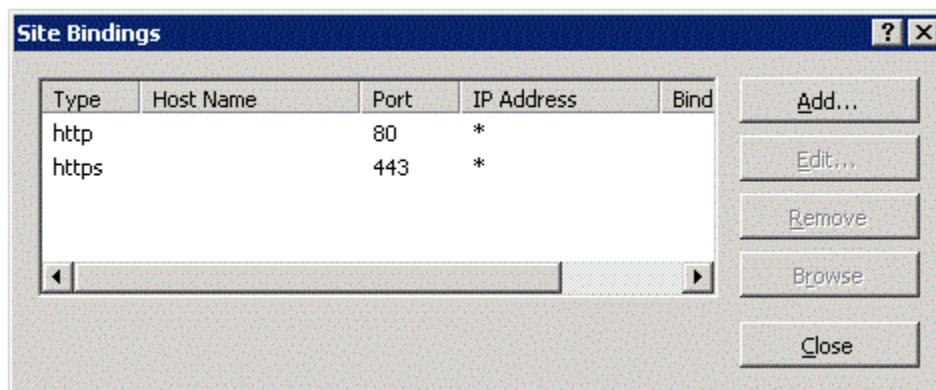 Site Bindings
Type Host Name Port IP Address Bind
http 80 *
https 443 *
Add...
Edit...
Remove
Browse
Close